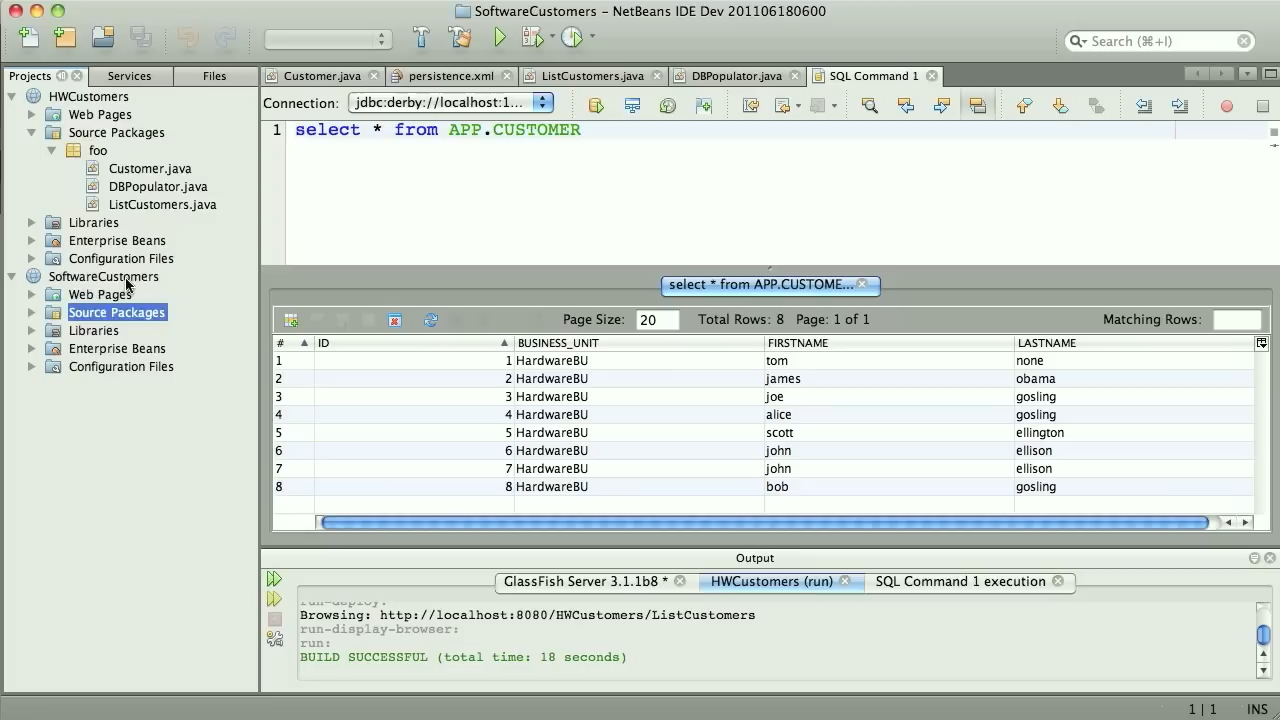 SoftwareCustomers – NetBeans IDE Dev 201106180600
Search (⌘+I)
Projects Services Files
HWCustomers
Web Pages
Source Packages
foo
Customer.java
DBPopulator.java
ListCustomers.java
Libraries
Enterprise Beans
Configuration Files
SoftwareCustomers
Web Pages
Source Packages
Libraries
Enterprise Beans
Configuration Files
Customer.java persistence.xml ListCustomers.java DBPopulator.java SQL Command 1
Connection: jdbc:derby://localhost:1...
1 select * from APP.CUSTOMER
select * from APP.CUSTOME...
Page Size: 20 Total Rows: 8 Page: 1 of 1 Matching Rows:
# ID BUSINESS_UNIT FIRSTNAME LASTNAME
1 1 HardwareBU tom none
2 2 HardwareBU james obama
3 3 HardwareBU joe gosling
4 4 HardwareBU alice gosling
5 5 HardwareBU scott ellington
6 6 HardwareBU john ellison
7 7 HardwareBU john ellison
8 8 HardwareBU bob gosling
Output
GlassFish Server 3.1.1b8 * HWCustomers (run) SQL Command 1 execution
run-deploy:
Browsing: http://localhost:8080/HWCustomers/ListCustomers
run-display-browser:
run:
BUILD SUCCESSFUL (total time: 18 seconds)
1 | 1 INS